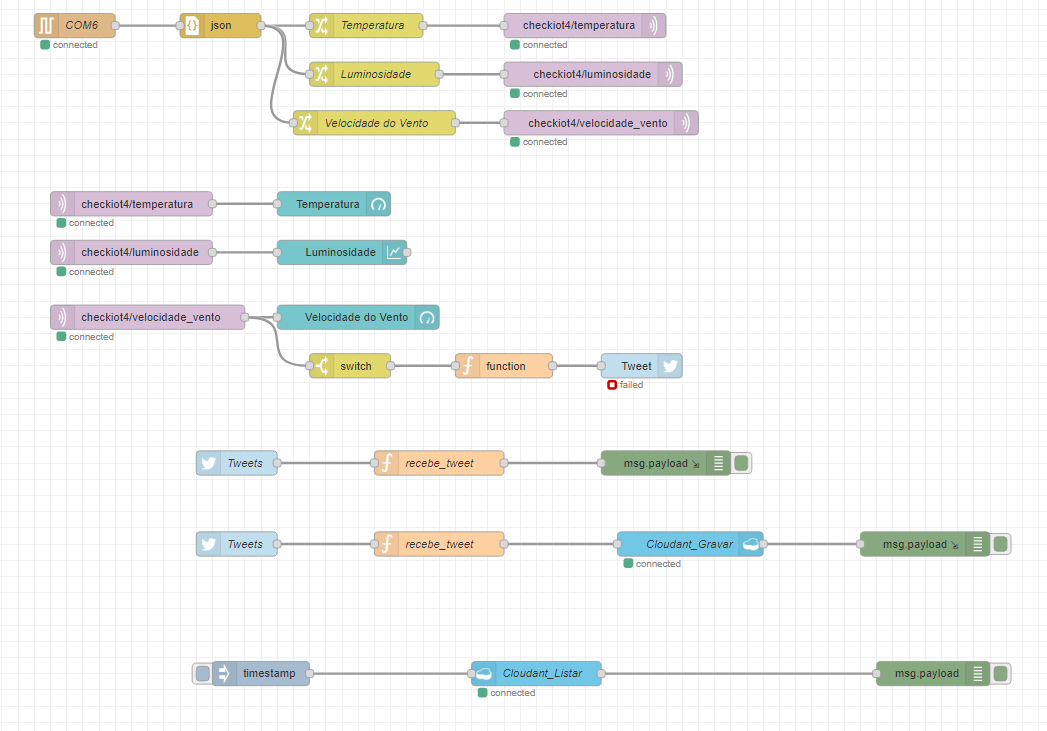 COM6
connected
json
Temperatura
checkiot4/temperatura
connected
Luminosidade
checkiot4/luminosidade
connected
Velocidade do Vento
checkiot4/velocidade_vento
connected
checkiot4/temperatura
connected
Temperatura
checkiot4/luminosidade
connected
Luminosidade
checkiot4/velocidade_vento
connected
Velocidade do Vento
switch
function
Tweet
failed
Tweets
recebe_tweet
msg.payload
Tweets
recebe_tweet
Cloudant_Gravar
connected
msg.payload
timestamp
Cloudant_Listar
connected
msg.payload